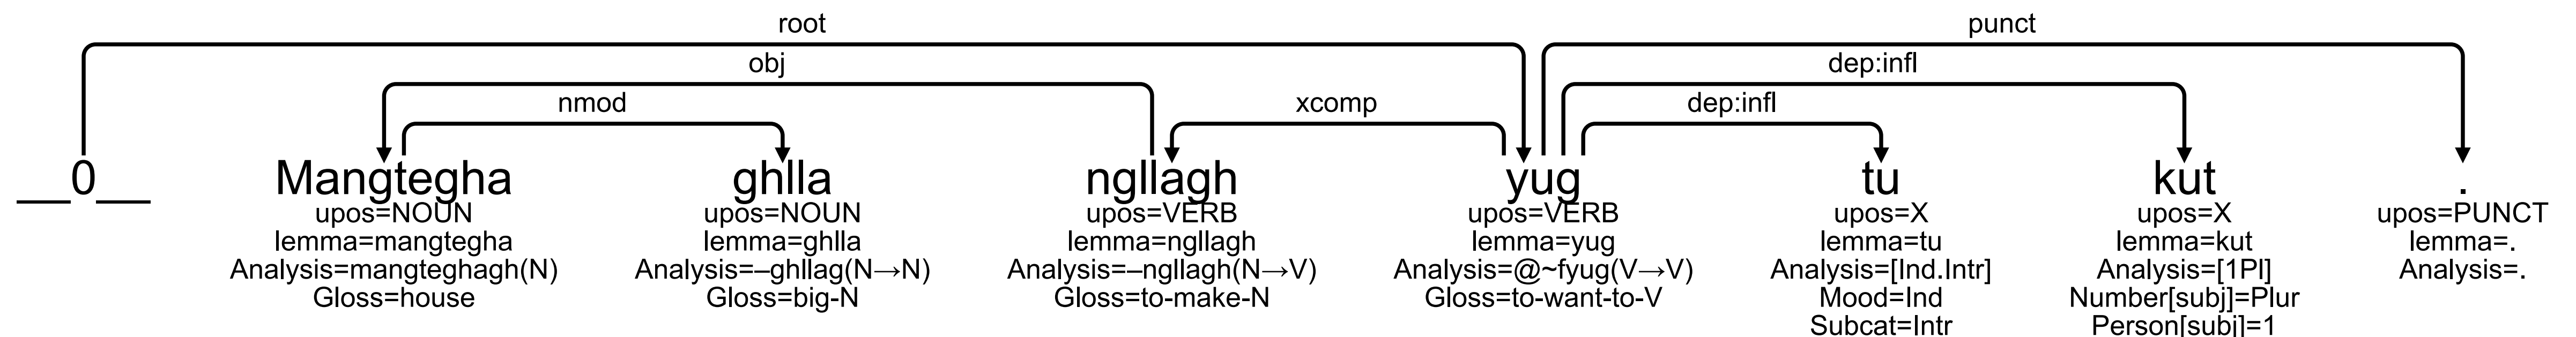 root punct
obj dep:infl
nmod xcomp dep:infl
__0__ Mangtegha ghlla ngllagh yug tu kut .
upos=NOUN upos=NOUN upos=VERB upos=VERB upos=X upos=X upos=PUNCT
lemma=mangtegha lemma=ghlla lemma=ngllagh lemma=yug lemma=tu lemma=kut lemma=.
Analysis=mangteghagh(N) Analysis=–ghllag(N→N) Analysis=–ngllagh(N→V) Analysis=@~fyug(V→V) Analysis=[Ind.Intr] Analysis=[1Pl] Analysis=.
Gloss=house Gloss=big-N Gloss=to-make-N Gloss=to-want-to-V Mood=Ind Number[subj]=Plur
Subcat=Intr Person[subj]=1